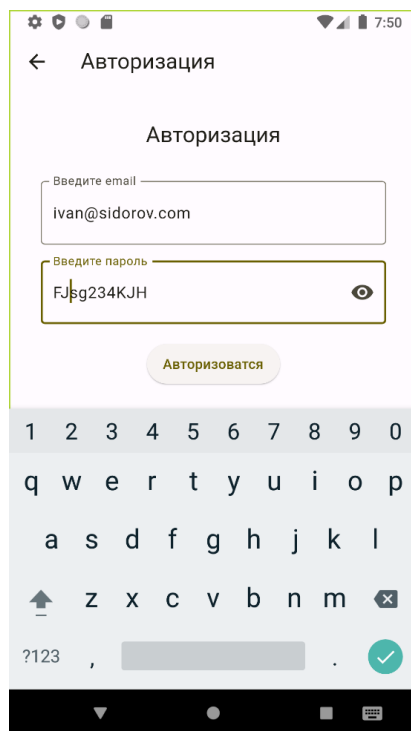 7:50
Авторизация
Авторизация
Введите email
ivan@sidorov.com
Введите пароль
FJsg234KJH
Авторизоватся
1 2 3 4 5 6 7 8 9 0
q w e r t y u i o p
a s d f g h j k l
z x c v b n m
?123 , .